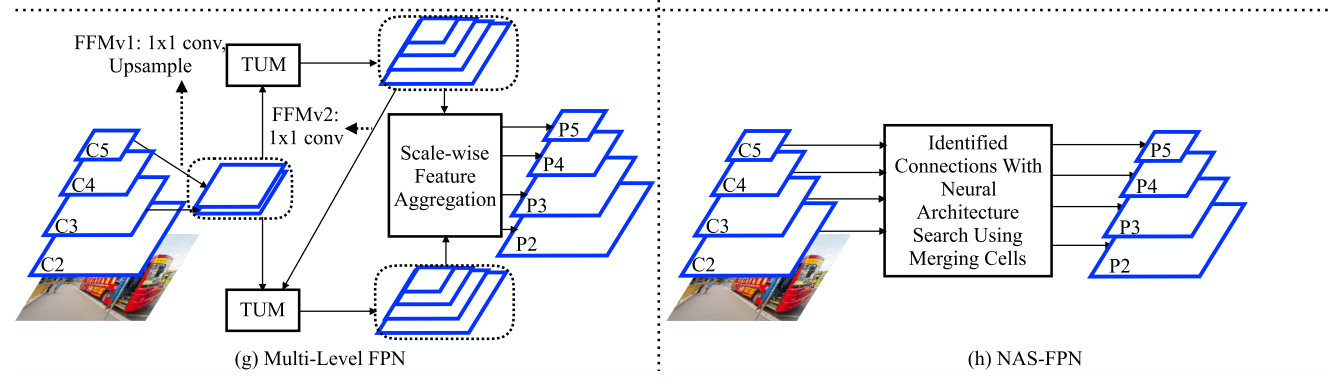 FFMv1: 1x1 conv,
Upsample
TUM
FFMv2:
1x1 conv
C5
C4
C3
C2
Scale-wise
Feature
Aggregation
P5
P4
P3
P2
TUM
(g) Multi-Level FPN
C5
C4
C3
C2
Identified
Connections With
Neural
Architecture
Search Using
Merging Cells
P5
P4
P3
P2
(h) NAS-FPN